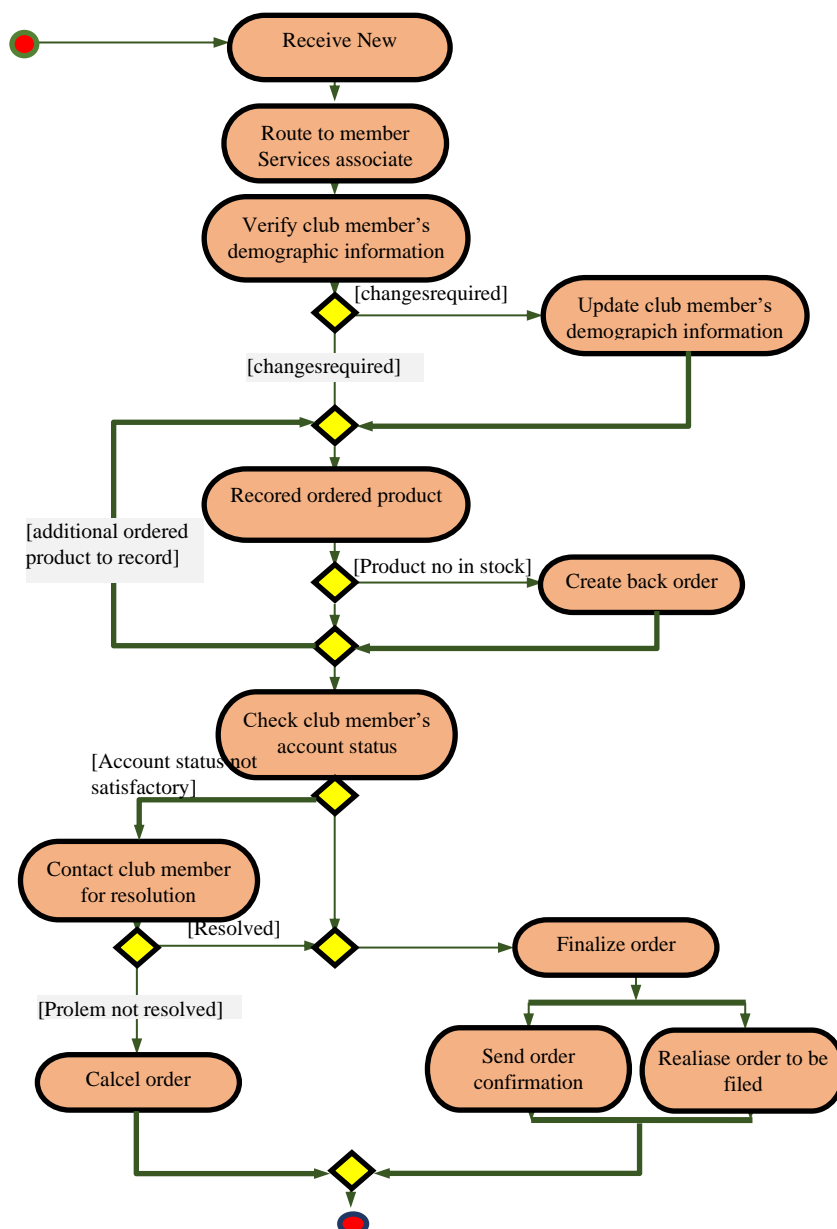 Receive New
Route to member
Services associate
Verify club member’s
demographic information
[changesrequired]
Update club member’s
demograpich information
[changesrequired]
Recored ordered product
[additional ordered
product to record]
[Product no in stock]
Create back order
Check club member’s
account status
[Account status not
satisfactory]
Contact club member
for resolution
[Resolved]
Finalize order
[Prolem not resolved]
Send order
confirmation
Realiase order to be
filed
Calcel order